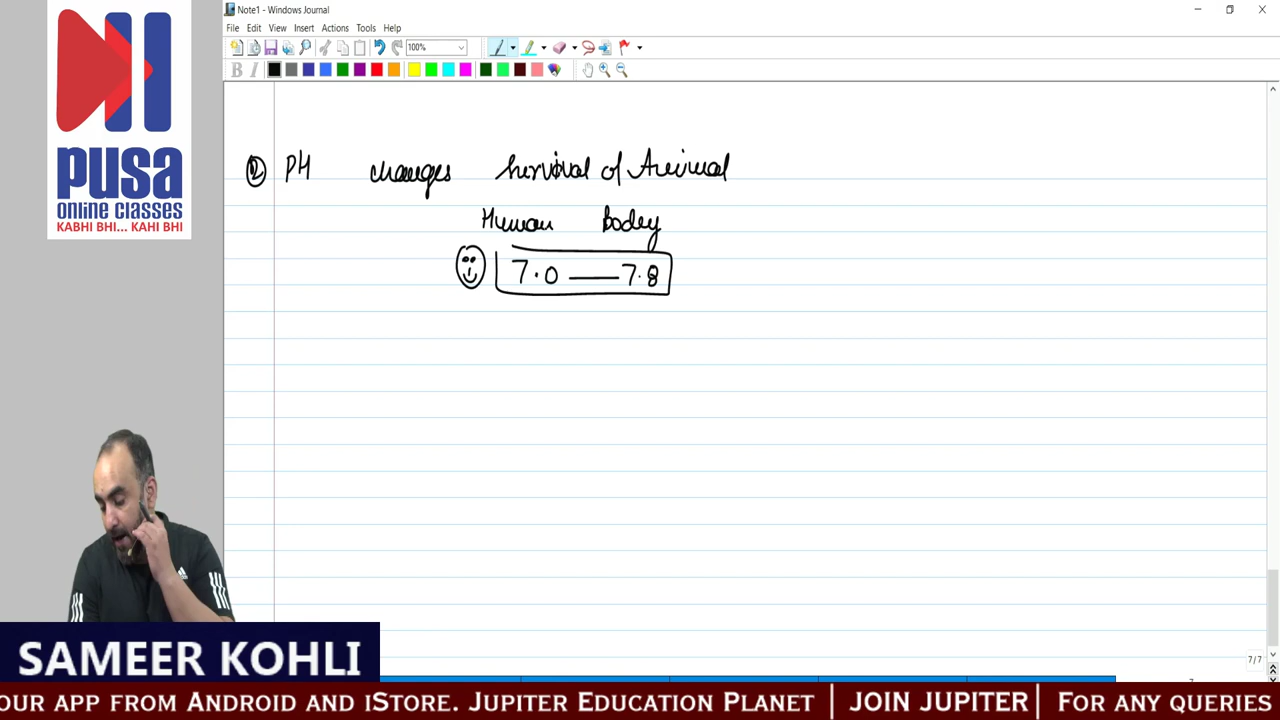 Note1 - Windows Journal
File Edit View Insert Actions Tools Help
100%
B I
PUSA
ONLINE CLASSES
KABHI BHI... KAHI BHI
② PH changes Survival of Animal
Human Bodey
7.0 — 7.8
7/7
SAMEER KOHLI
OUR APP FROM ANDROID AND ISTORE. JUPITER EDUCATION PLANET | JOIN JUPITER| FOR ANY QUERIES